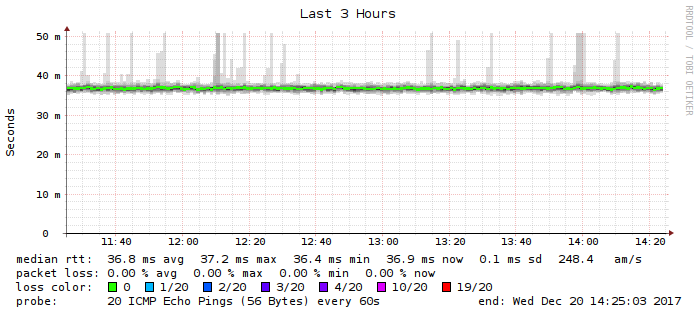 Last 3 Hours
RRDTOOL / TOBI OETIKER
Seconds
50 m
40 m
30 m
20 m
10 m
0
11:40 12:00 12:20 12:40 13:00 13:20 13:40 14:00 14:20
median rtt: 36.8 ms avg 37.2 ms max 36.4 ms min 36.9 ms now 0.1 ms sd 248.4 am/s
packet loss: 0.00 % avg 0.00 % max 0.00 % min 0.00 % now
loss color: 0 1/20 2/20 3/20 4/20 10/20 19/20
probe: 20 ICMP Echo Pings (56 Bytes) every 60s end: Wed Dec 20 14:25:03 2017